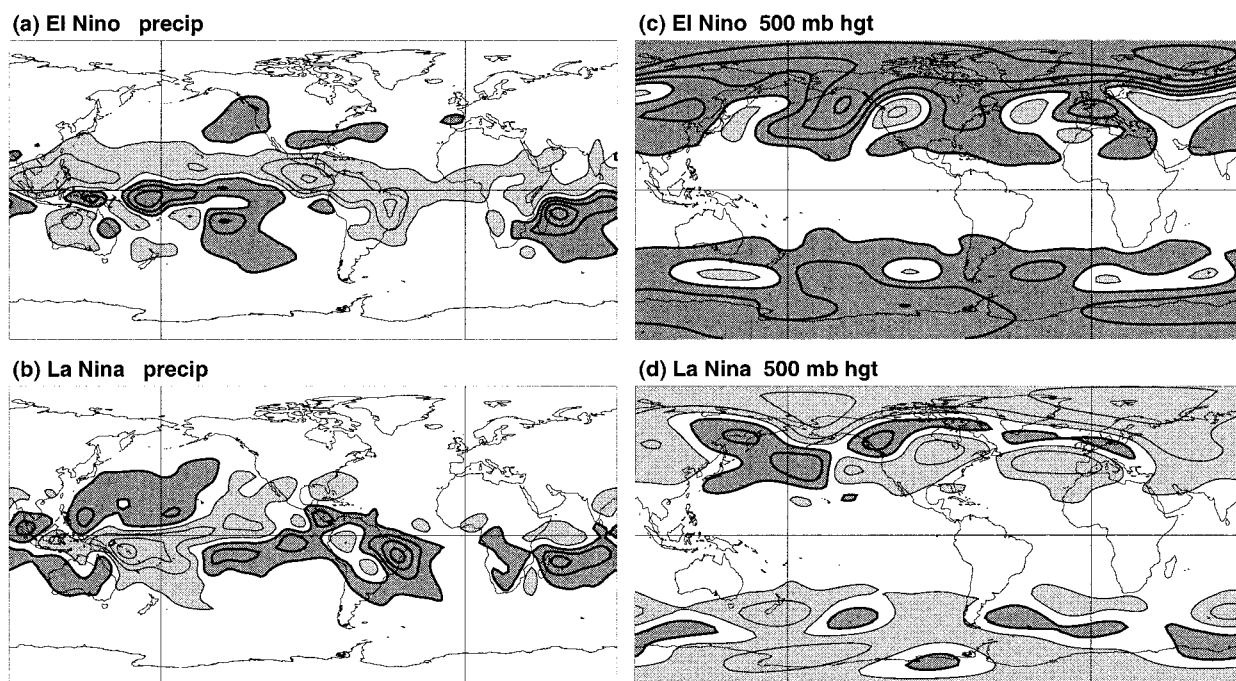 (a) El Nino precip
(c) El Nino 500 mb hgt
(b) La Nina precip
(d) La Nina 500 mb hgt